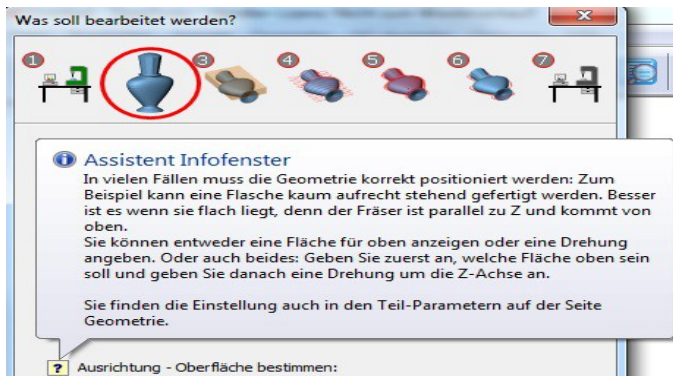 Was soll bearbeitet werden?
1 3 4 5 6 7
Assistent Infofenster
In vielen Fällen muss die Geometrie korrekt positioniert werden: Zum
Beispiel kann eine Flasche kaum aufrecht stehend gefertigt werden. Besser
ist es wenn sie flach liegt, denn der Fräser ist parallel zu Z und kommt von
oben.
Sie können entweder eine Fläche für oben anzeigen oder eine Drehung
angeben. Oder auch beides: Geben Sie zuerst an, welche Fläche oben sein
soll und geben Sie danach eine Drehung um die Z-Achse an.
Sie finden die Einstellung auch in den Teil-Parametern auf der Seite
Geometrie.
? Ausrichtung - Oberfläche bestimmen: